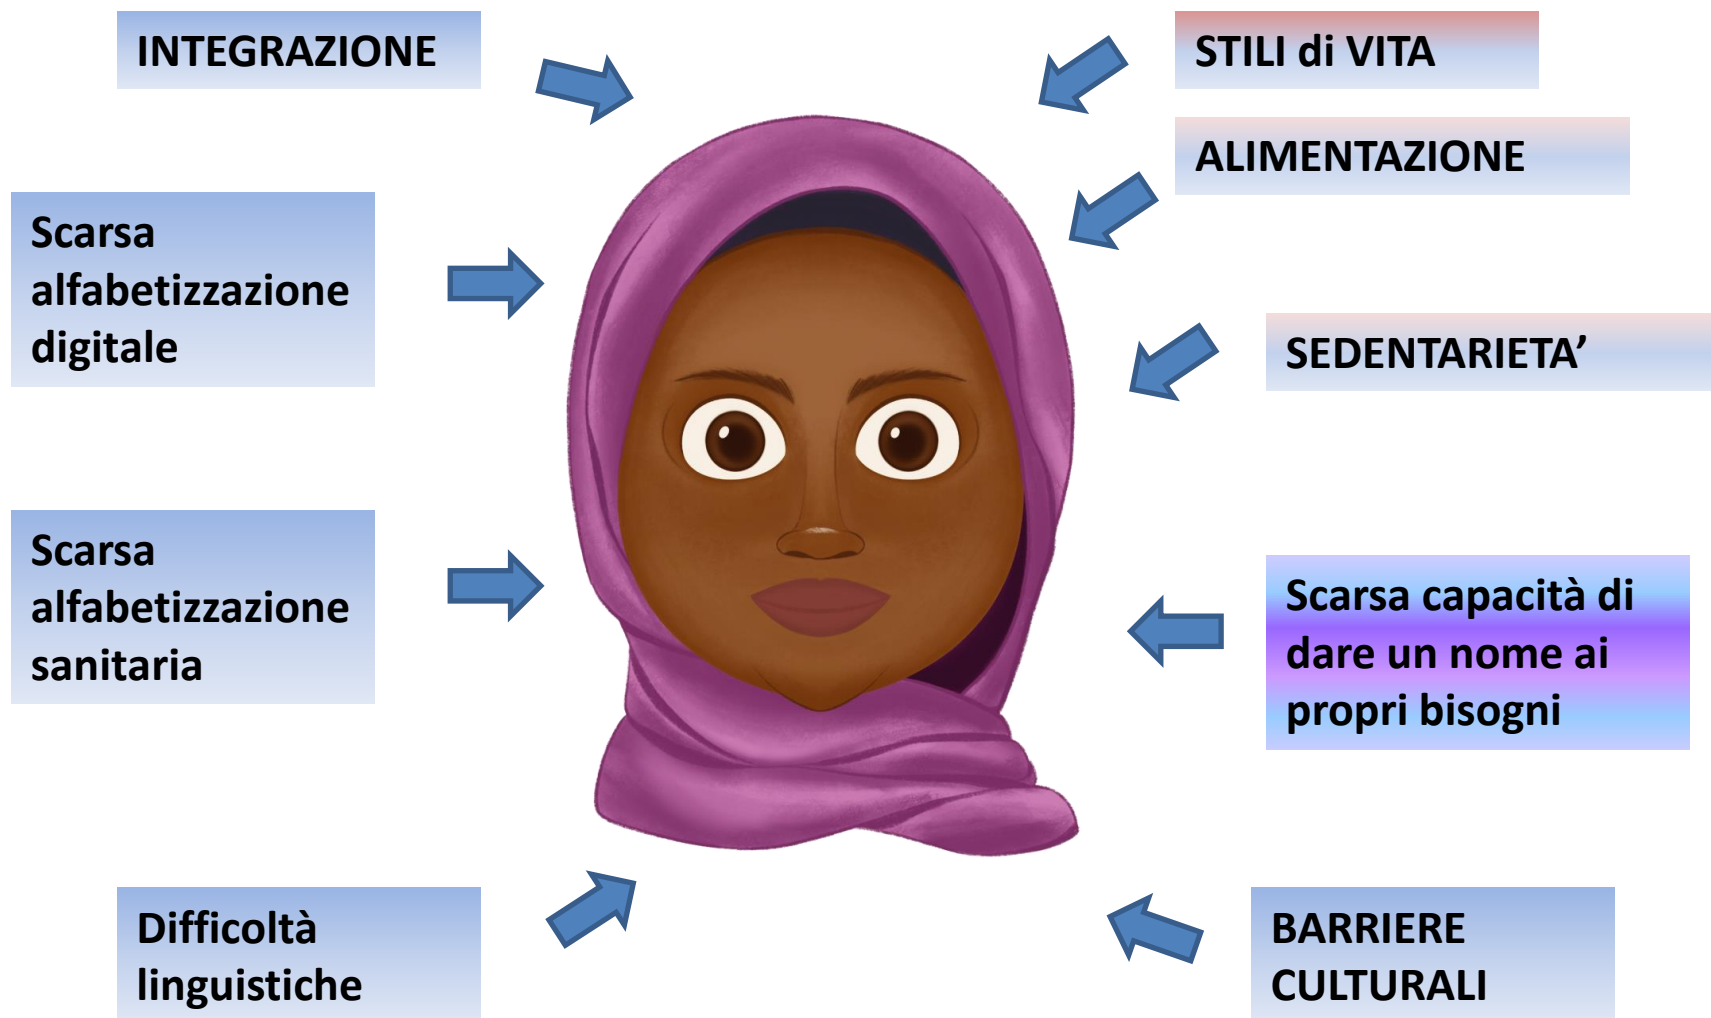 INTEGRAZIONE
STILI di VITA
ALIMENTAZIONE
Scarsa
alfabetizzazione
digitale
SEDENTARIETA’
Scarsa
alfabetizzazione
sanitaria
Scarsa capacità di
dare un nome ai
propri bisogni
Difficoltà
linguistiche
BARRIERE
CULTURALI